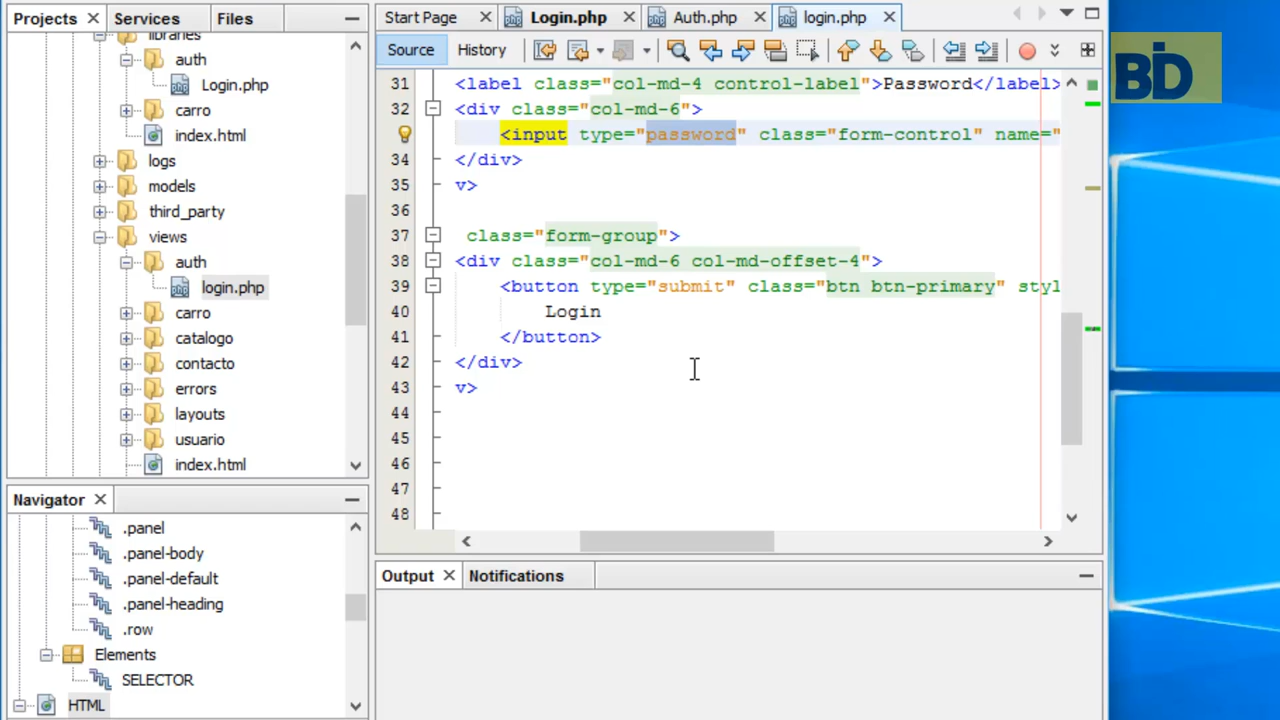 Projects
Services
Files
libraries
auth
Login.php
carro
index.html
logs
models
third_party
views
auth
login.php
carro
catalogo
contacto
errors
layouts
usuario
index.html
Navigator
.panel
.panel-body
.panel-default
.panel-heading
.row
Elements
SELECTOR
HTML
Start Page
Login.php
Auth.php
login.php
Source
History
31 <label class="col-md-4 control-label">Password</label>
32 <div class="col-md-6">
<input type="password" class="form-control" name="
34 </div>
35 v>
36
37 class="form-group">
38 <div class="col-md-6 col-md-offset-4">
39 <button type="submit" class="btn btn-primary" styl
40 Login
41 </button>
42 </div>
43 v>
44
45
46
47
48
Output
Notifications
BD